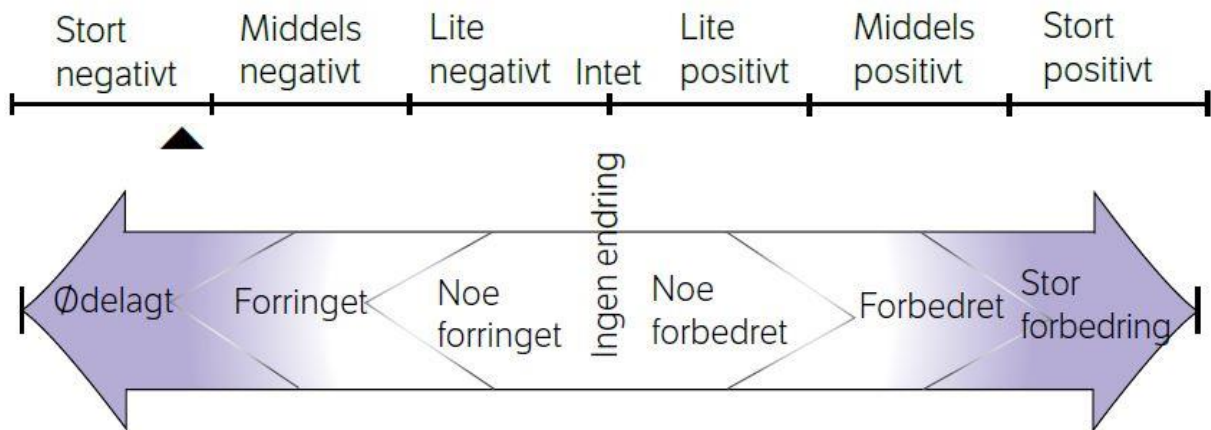 Stort
negativt
Middels
negativt
Lite
negativt
Intet
Lite
positivt
Middels
positivt
Stort
positivt
Ingen endring
Ødelagt
Forringet
Noe
forringet
Noe
forbedret
Forbedret
Stor
forbedring